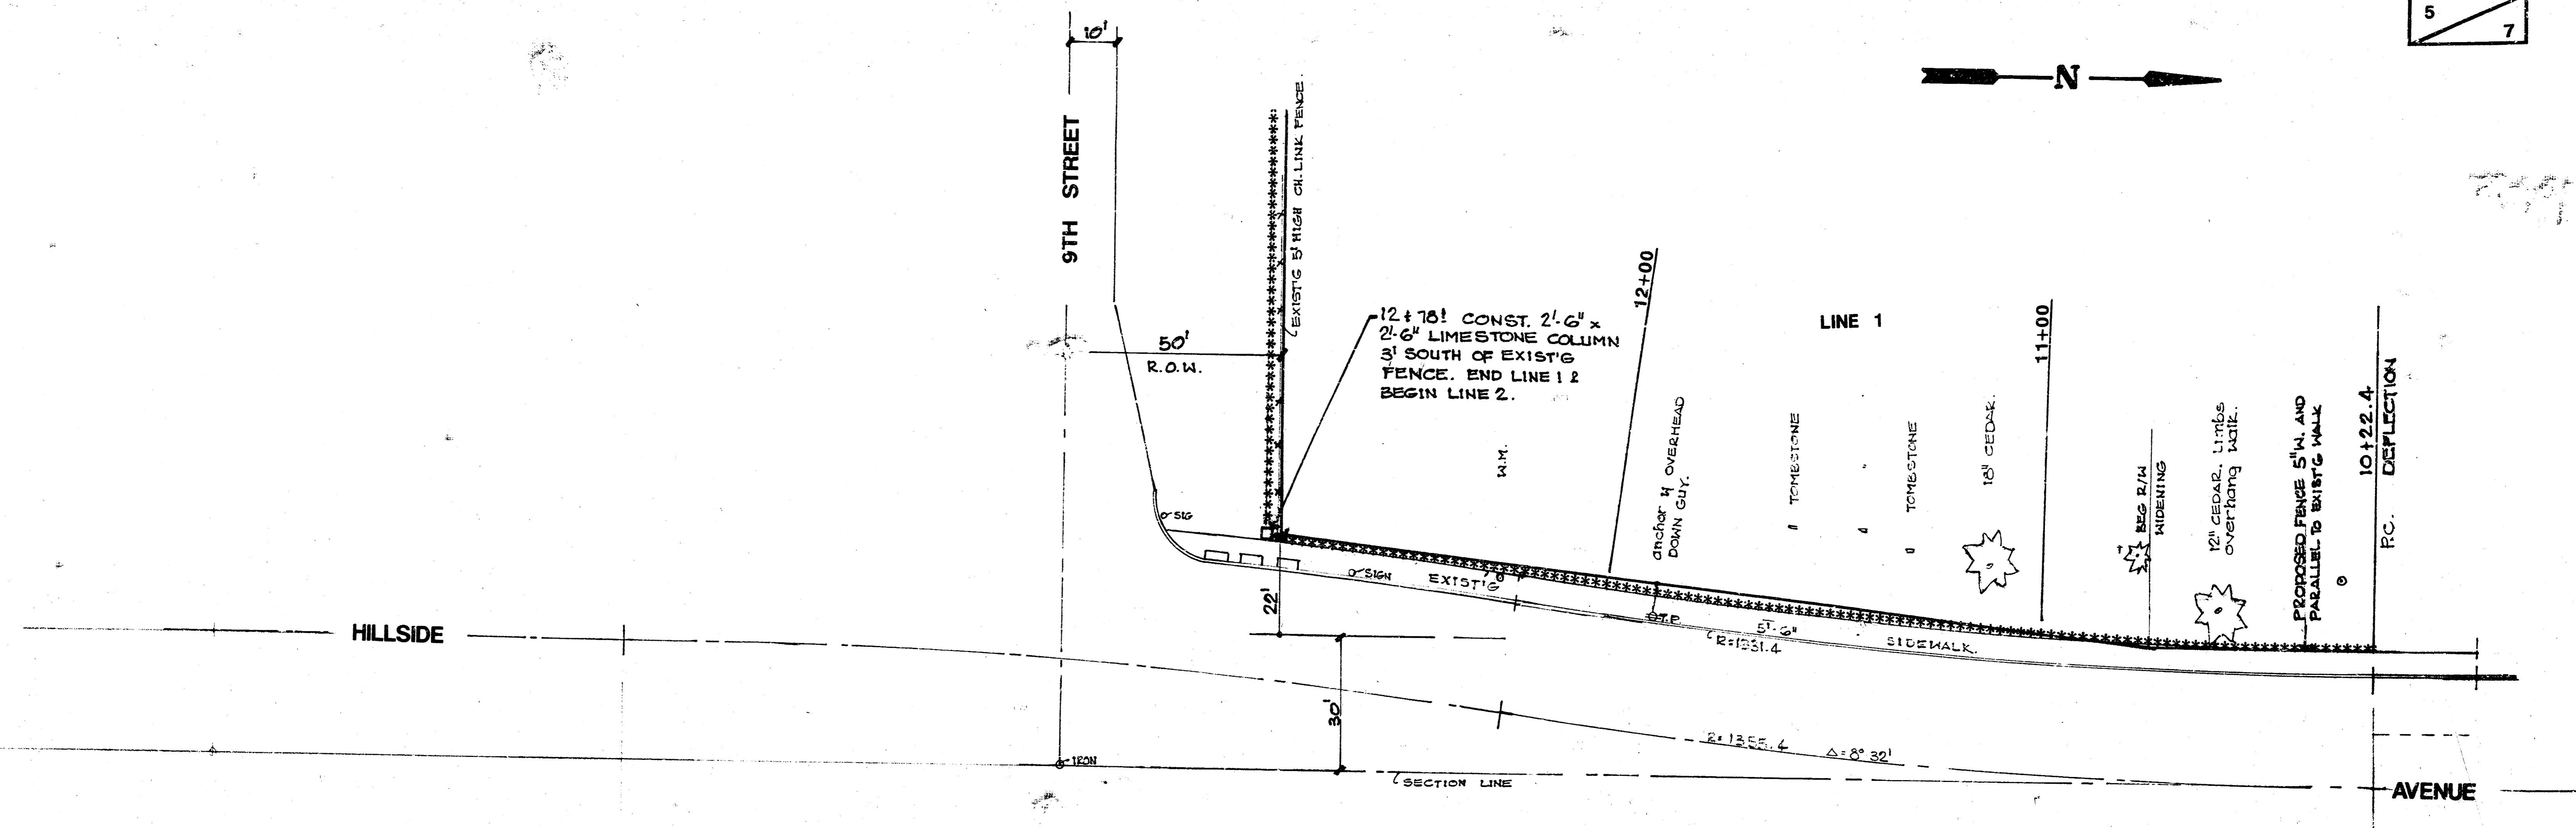 5
7
10'
N
9TH STREET
EXIST'G 5' HIGH CH. LINK FENCE.
50'
R.O.W.
12+78! CONST. 2'-6" x
2'-6" LIMESTONE COLUMN
3' SOUTH OF EXIST'G
FENCE. END LINE 1 &
BEGIN LINE 2.
12+00
LINE 1
11+00
W.M.
anchor & OVERHEAD
DOWN GUY.
TOMBSTONE
TOMBSTONE
18" CEDAR.
BEG R/W
WIDENING
12" CEDAR. Limbs
overhang walk.
PROPOSED FENCE 5" W. AND
PARALLEL TO EXIST'G WALK
10+22.4
P.C. DEFLECTION
SIG
SIGN
EXIST'G
T.P.
5'-6"
R=1331.4
SIDEWALK.
22'
HILLSIDE
30'
R=1355.4
Δ=8° 32'
IRON
SECTION LINE
AVENUE